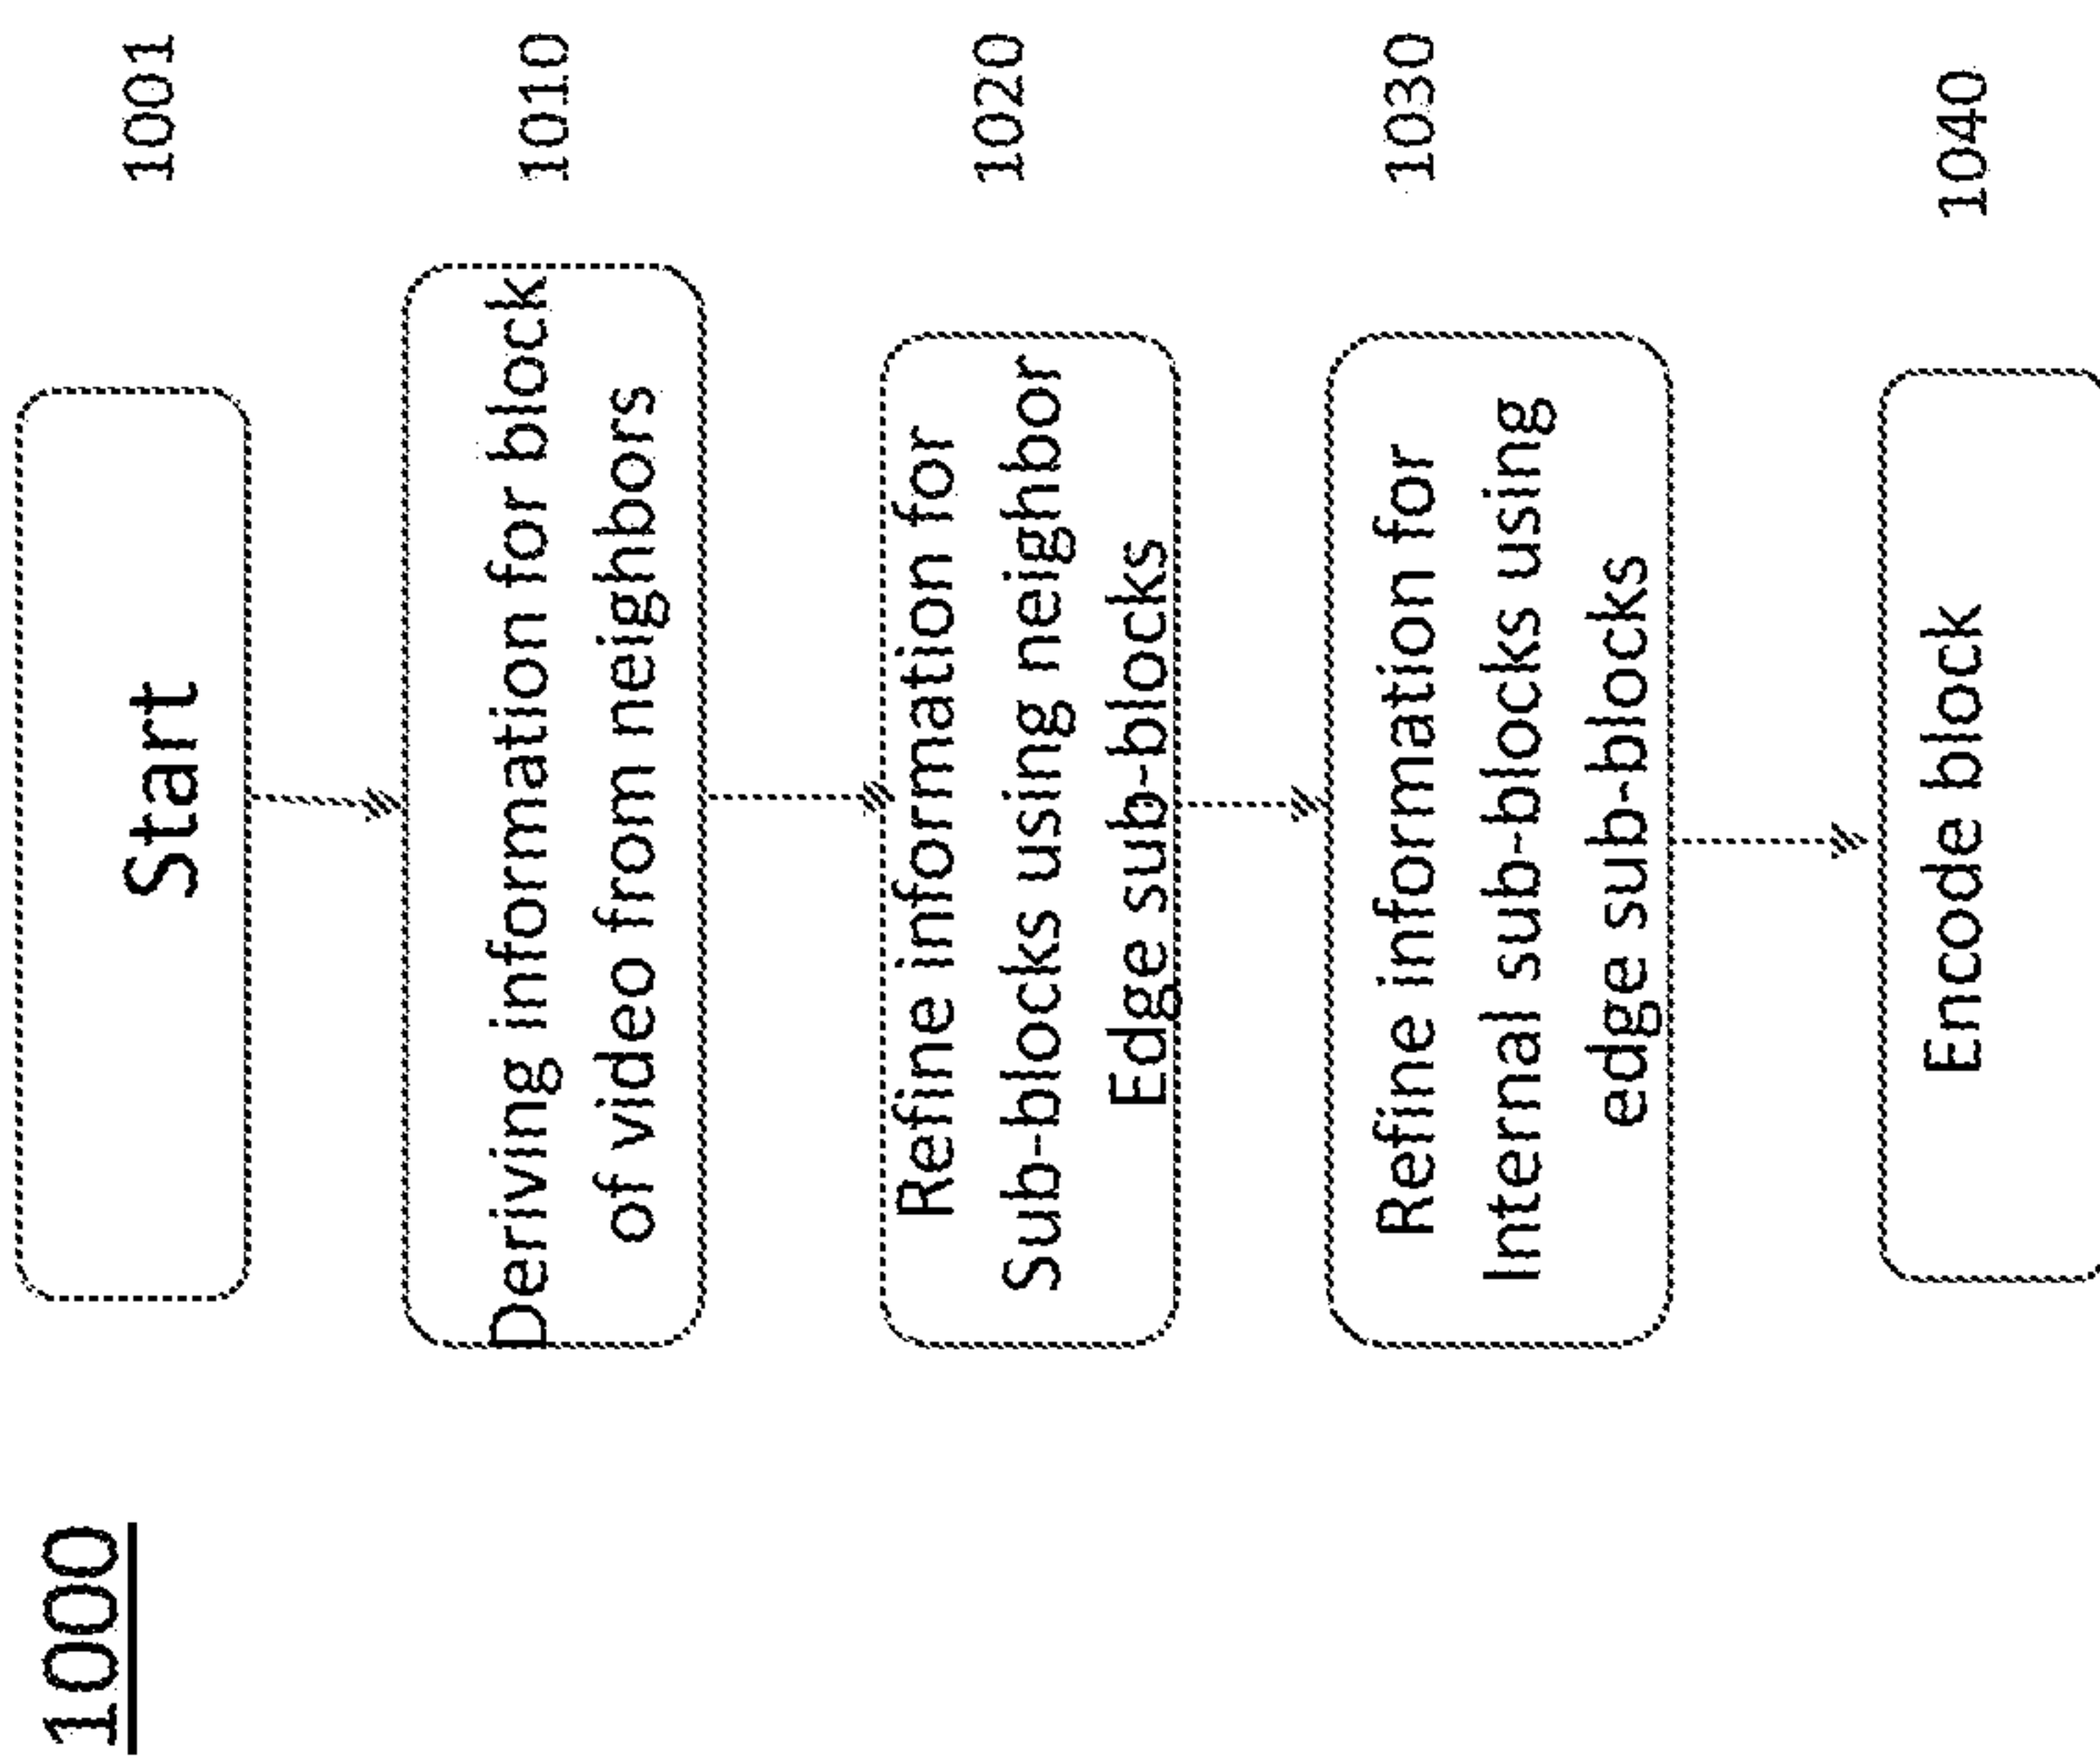 1000
Start
1001
Deriving information for block
of video from neighbors
1010
Refine information for
Sub-blocks using neighbor
Edge sub-blocks
1020
Refine information for
Internal sub-blocks using
edge sub-blocks
1030
Encode block
1040